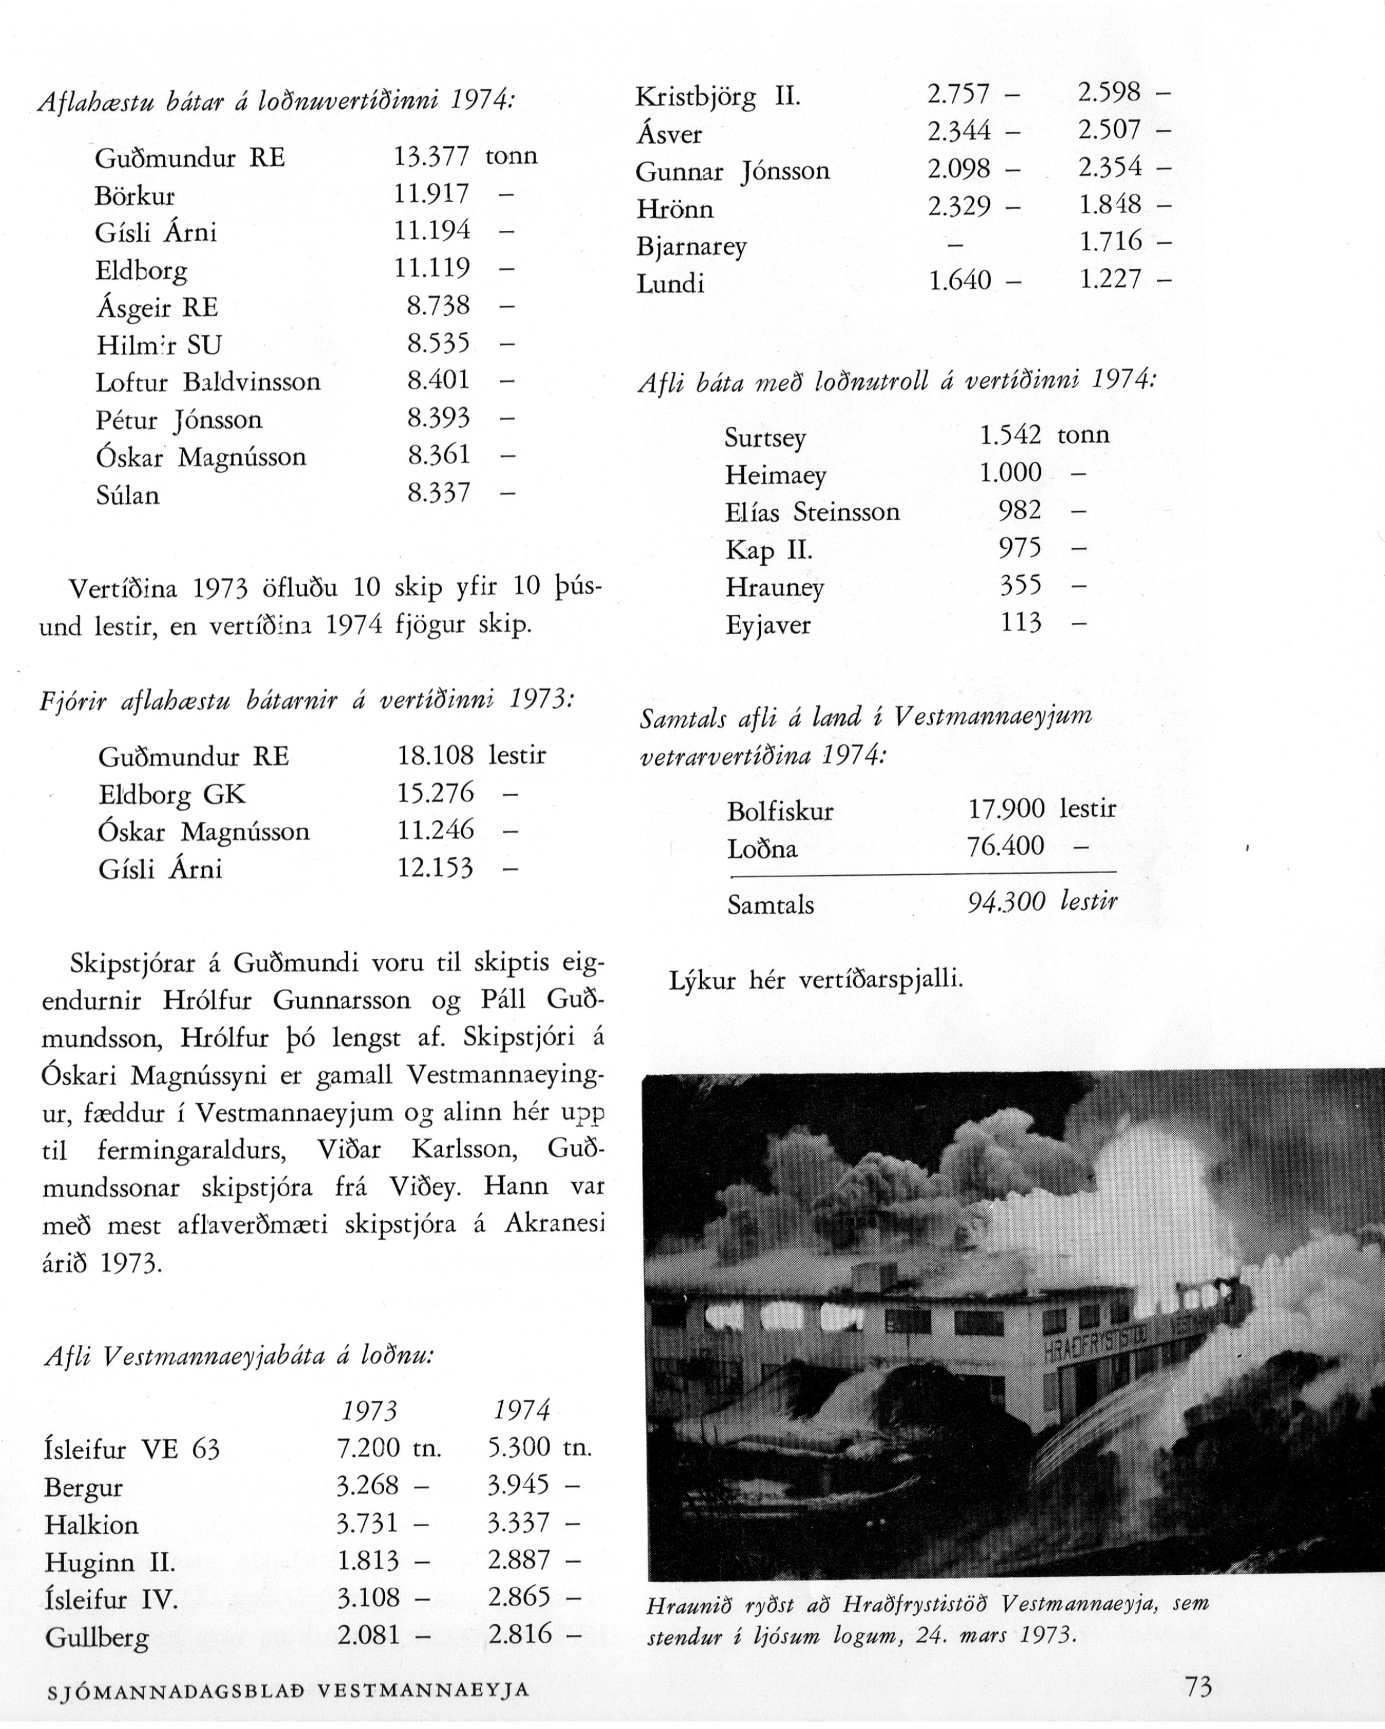 Aflahæstu bátar á loðnuvertíðinni 1974:
Guðmundur RE 13.377 tonn
Börkur 11.917 –
Gísli Árni 11.194 –
Eldborg 11.119 –
Ásgeir RE 8.738 –
Hilmir SU 8.535 –
Loftur Baldvinsson 8.401 –
Pétur Jónsson 8.393 –
Óskar Magnússon 8.361 –
Súlan 8.337 –
Vertíðina 1973 öfluðu 10 skip yfir 10 þús-
und lestir, en vertíðina 1974 fjögur skip.
Fjórir aflahæstu bátarnir á vertíðinni 1973:
Guðmundur RE 18.108 lestir
Eldborg GK 15.276 –
Óskar Magnússon 11.246 –
Gísli Árni 12.153 –
Skipstjórar á Guðmundi voru til skiptis eig-
endurnir Hrólfur Gunnarsson og Páll Guð-
mundsson, Hrólfur þó lengst af. Skipstjóri á
Óskari Magnússyni er gamall Vestmannaeying-
ur, fæddur í Vestmannaeyjum og alinn hér upp
til fermingaraldurs, Viðar Karlsson, Guð-
mundssonar skipstjóra frá Viðey. Hann var
með mest aflaverðmæti skipstjóra á Akranesi
árið 1973.
Afli Vestmannaeyjabáta á loðnu:
1973 1974
Ísleifur VE 63 7.200 tn. 5.300 tn.
Bergur 3.268 – 3.945 –
Halkion 3.731 – 3.337 –
Huginn II. 1.813 – 2.887 –
Ísleifur IV. 3.108 – 2.865 –
Gullberg 2.081 – 2.816 –
Kristbjörg II. 2.757 – 2.598 –
Ásver 2.344 – 2.507 –
Gunnar Jónsson 2.098 – 2.354 –
Hrönn 2.329 – 1.848 –
Bjarnarey – 1.716 –
Lundi 1.640 – 1.227 –
Afli báta með loðnutroll á vertíðinni 1974:
Surtsey 1.542 tonn
Heimaey 1.000 –
Elías Steinsson 982 –
Kap II. 975 –
Hrauney 355 –
Eyjaver 113 –
Samtals afli á land í Vestmannaeyjum
vetrarvertíðina 1974:
Bolfiskur 17.900 lestir
Loðna 76.400 –
Samtals 94.300 lestir
Lýkur hér vertíðarspjalli.
HRAÐFRYSTISTÖÐ
Hraunið ryðst að Hraðfrystistöð Vestmannaeyja, sem
stendur í ljósum logum, 24. mars 1973.
SJÓMANNADAGSBLAÐ VESTMANNAEYJA 73